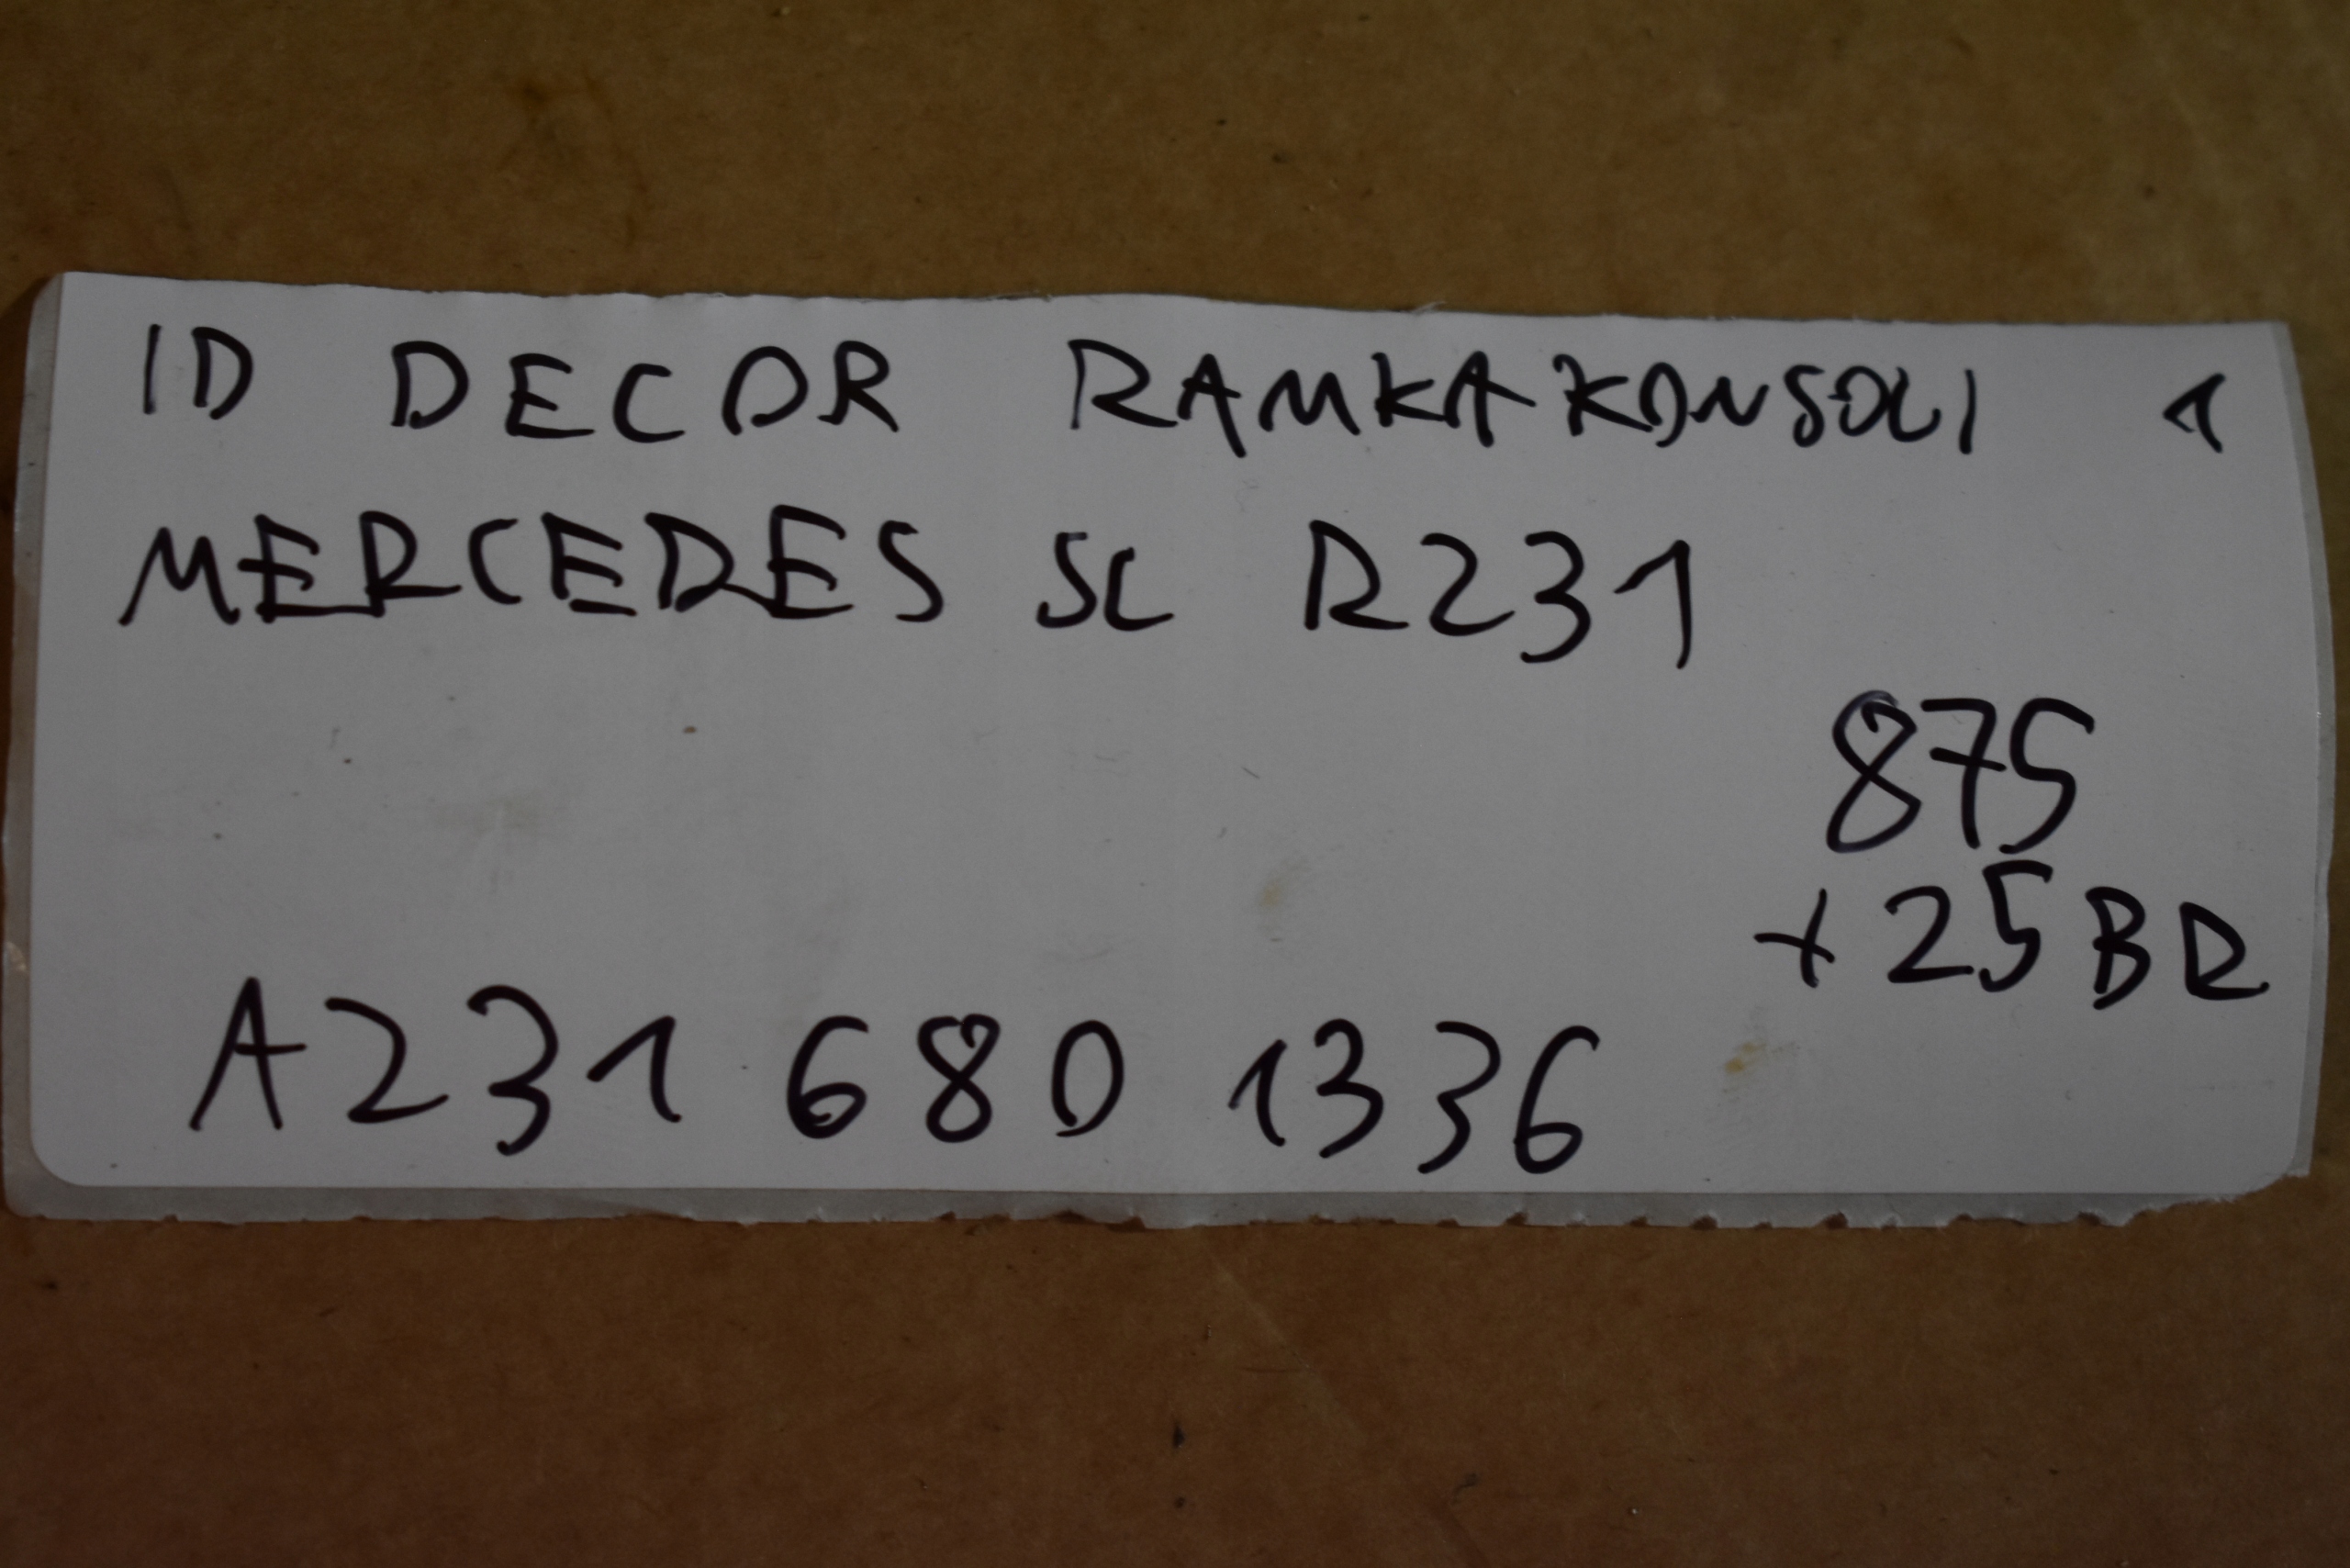 ID DECOR RAMKA KONSOLI 1
MERCEDES SL R231
875
+25 BR
A231 680 1336